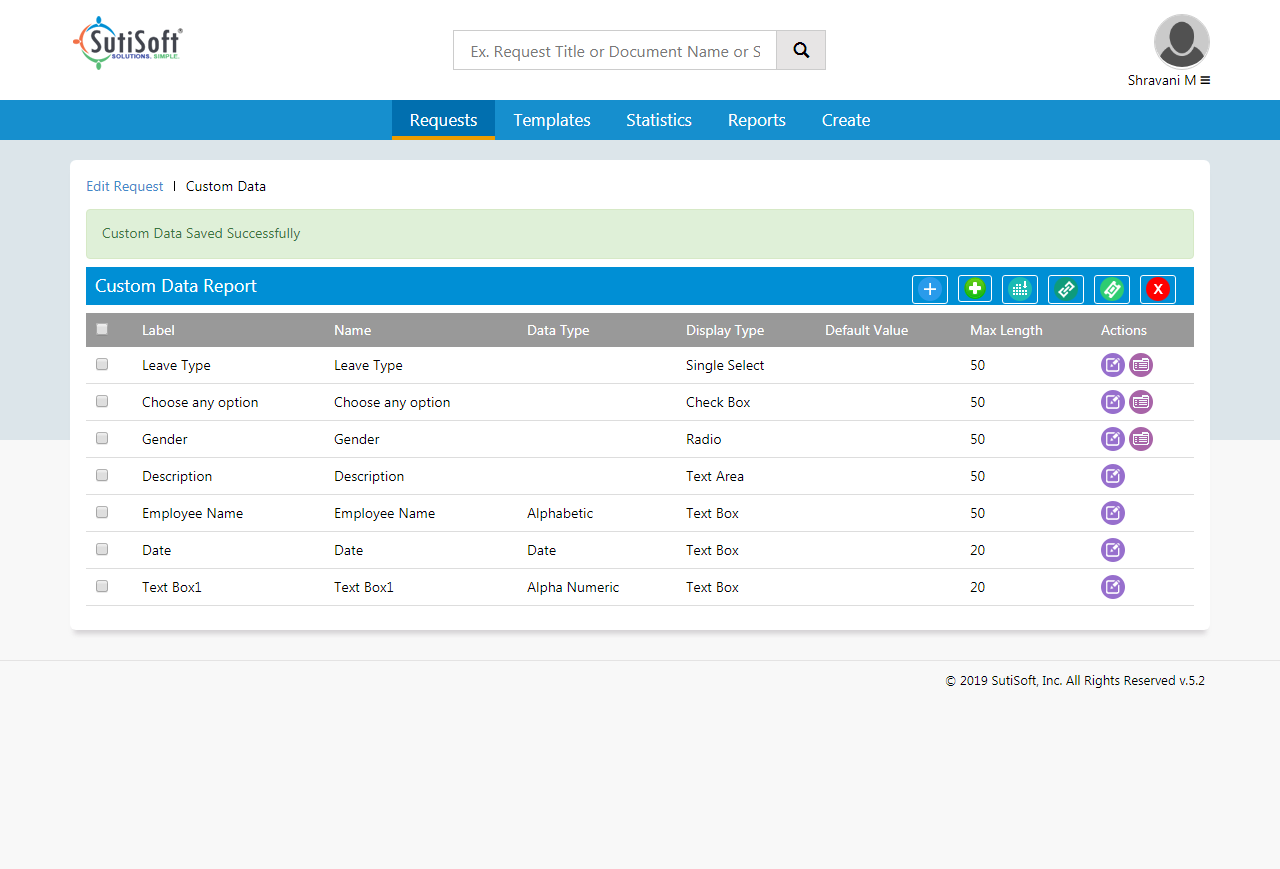 SutiSoft®
SOLUTIONS. SIMPLE.
Ex. Request Title or Document Name or S
Shravani M
Requests Templates Statistics Reports Create
Edit Request | Custom Data
Custom Data Saved Successfully
Custom Data Report X
Label Name Data Type Display Type Default Value Max Length Actions
Leave Type Leave Type Single Select 50
Choose any option Choose any option Check Box 50
Gender Gender Radio 50
Description Description Text Area 50
Employee Name Employee Name Alphabetic Text Box 50
Date Date Date Text Box 20
Text Box1 Text Box1 Alpha Numeric Text Box 20
© 2019 SutiSoft, Inc. All Rights Reserved v.5.2